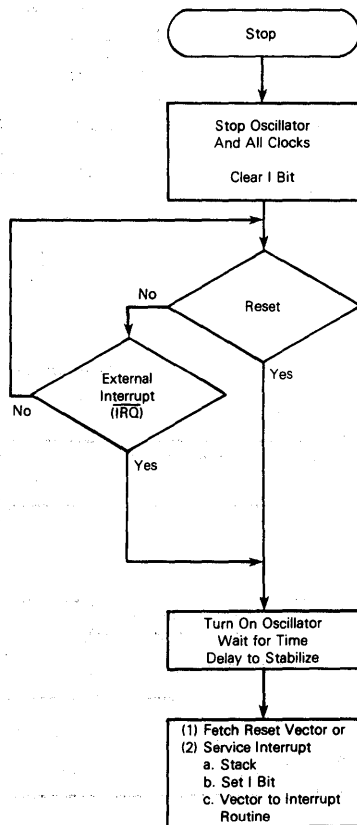 Stop
Stop Oscillator
And All Clocks
Clear I Bit
No
Reset
Yes
External
Interrupt
(IRQ)
No
Yes
Turn On Oscillator
Wait for Time
Delay to Stabilize
(1) Fetch Reset Vector or
(2) Service Interrupt
a. Stack
b. Set I Bit
c. Vector to Interrupt
Routine